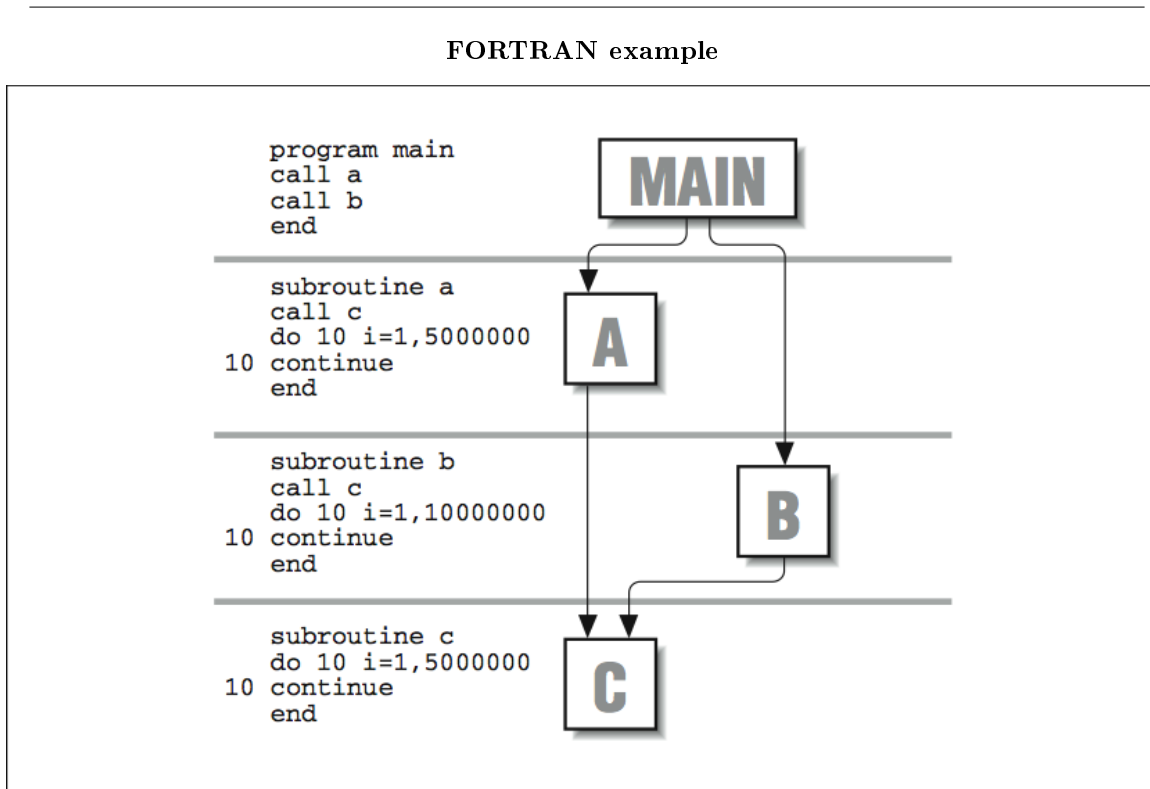 FORTRAN example
program main
call a
call b
end
MAIN
subroutine a
call c
do 10 i=1,5000000
10 continue
end
A
subroutine b
call c
do 10 i=1,10000000
10 continue
end
B
subroutine c
do 10 i=1,5000000
10 continue
end
C